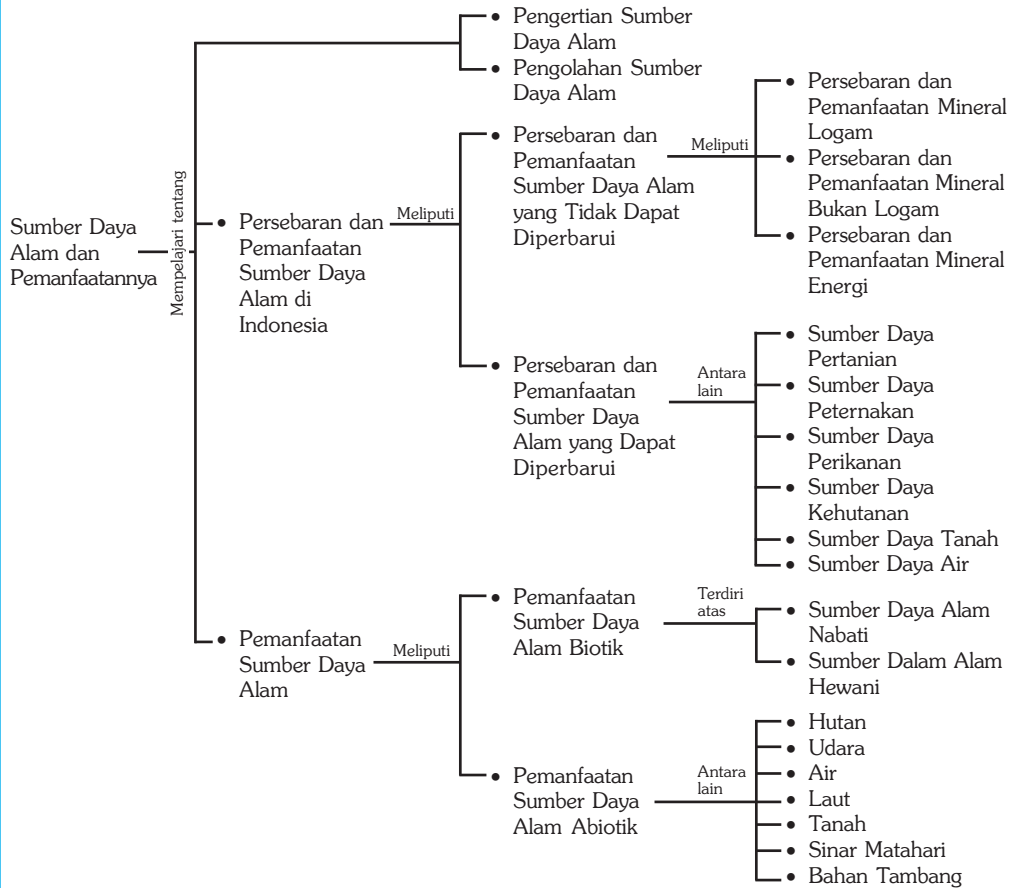 Sumber Daya
Alam dan
Pemanfaatannya
Mempelajari tentang
Pengertian Sumber
Daya Alam
Pengolahan Sumber
Daya Alam
Persebaran dan
Pemanfaatan
Sumber Daya
Alam di
Indonesia
Meliputi
Persebaran dan
Pemanfaatan
Sumber Daya Alam
yang Tidak Dapat
Diperbarui
Meliputi
Persebaran dan
Pemanfaatan Mineral
Logam
Persebaran dan
Pemanfaatan Mineral
Bukan Logam
Persebaran dan
Pemanfaatan Mineral
Energi
Persebaran dan
Pemanfaatan
Sumber Daya
Alam yang Dapat
Diperbarui
Antara
lain
Sumber Daya
Pertanian
Sumber Daya
Peternakan
Sumber Daya
Perikanan
Sumber Daya
Kehutanan
Sumber Daya Tanah
Sumber Daya Air
Pemanfaatan
Sumber Daya
Alam
Meliputi
Pemanfaatan
Sumber Daya
Alam Biotik
Terdiri
atas
Sumber Daya Alam
Nabati
Sumber Dalam Alam
Hewani
Pemanfaatan
Sumber Daya
Alam Abiotik
Antara
lain
Hutan
Udara
Air
Laut
Tanah
Sinar Matahari
Bahan Tambang